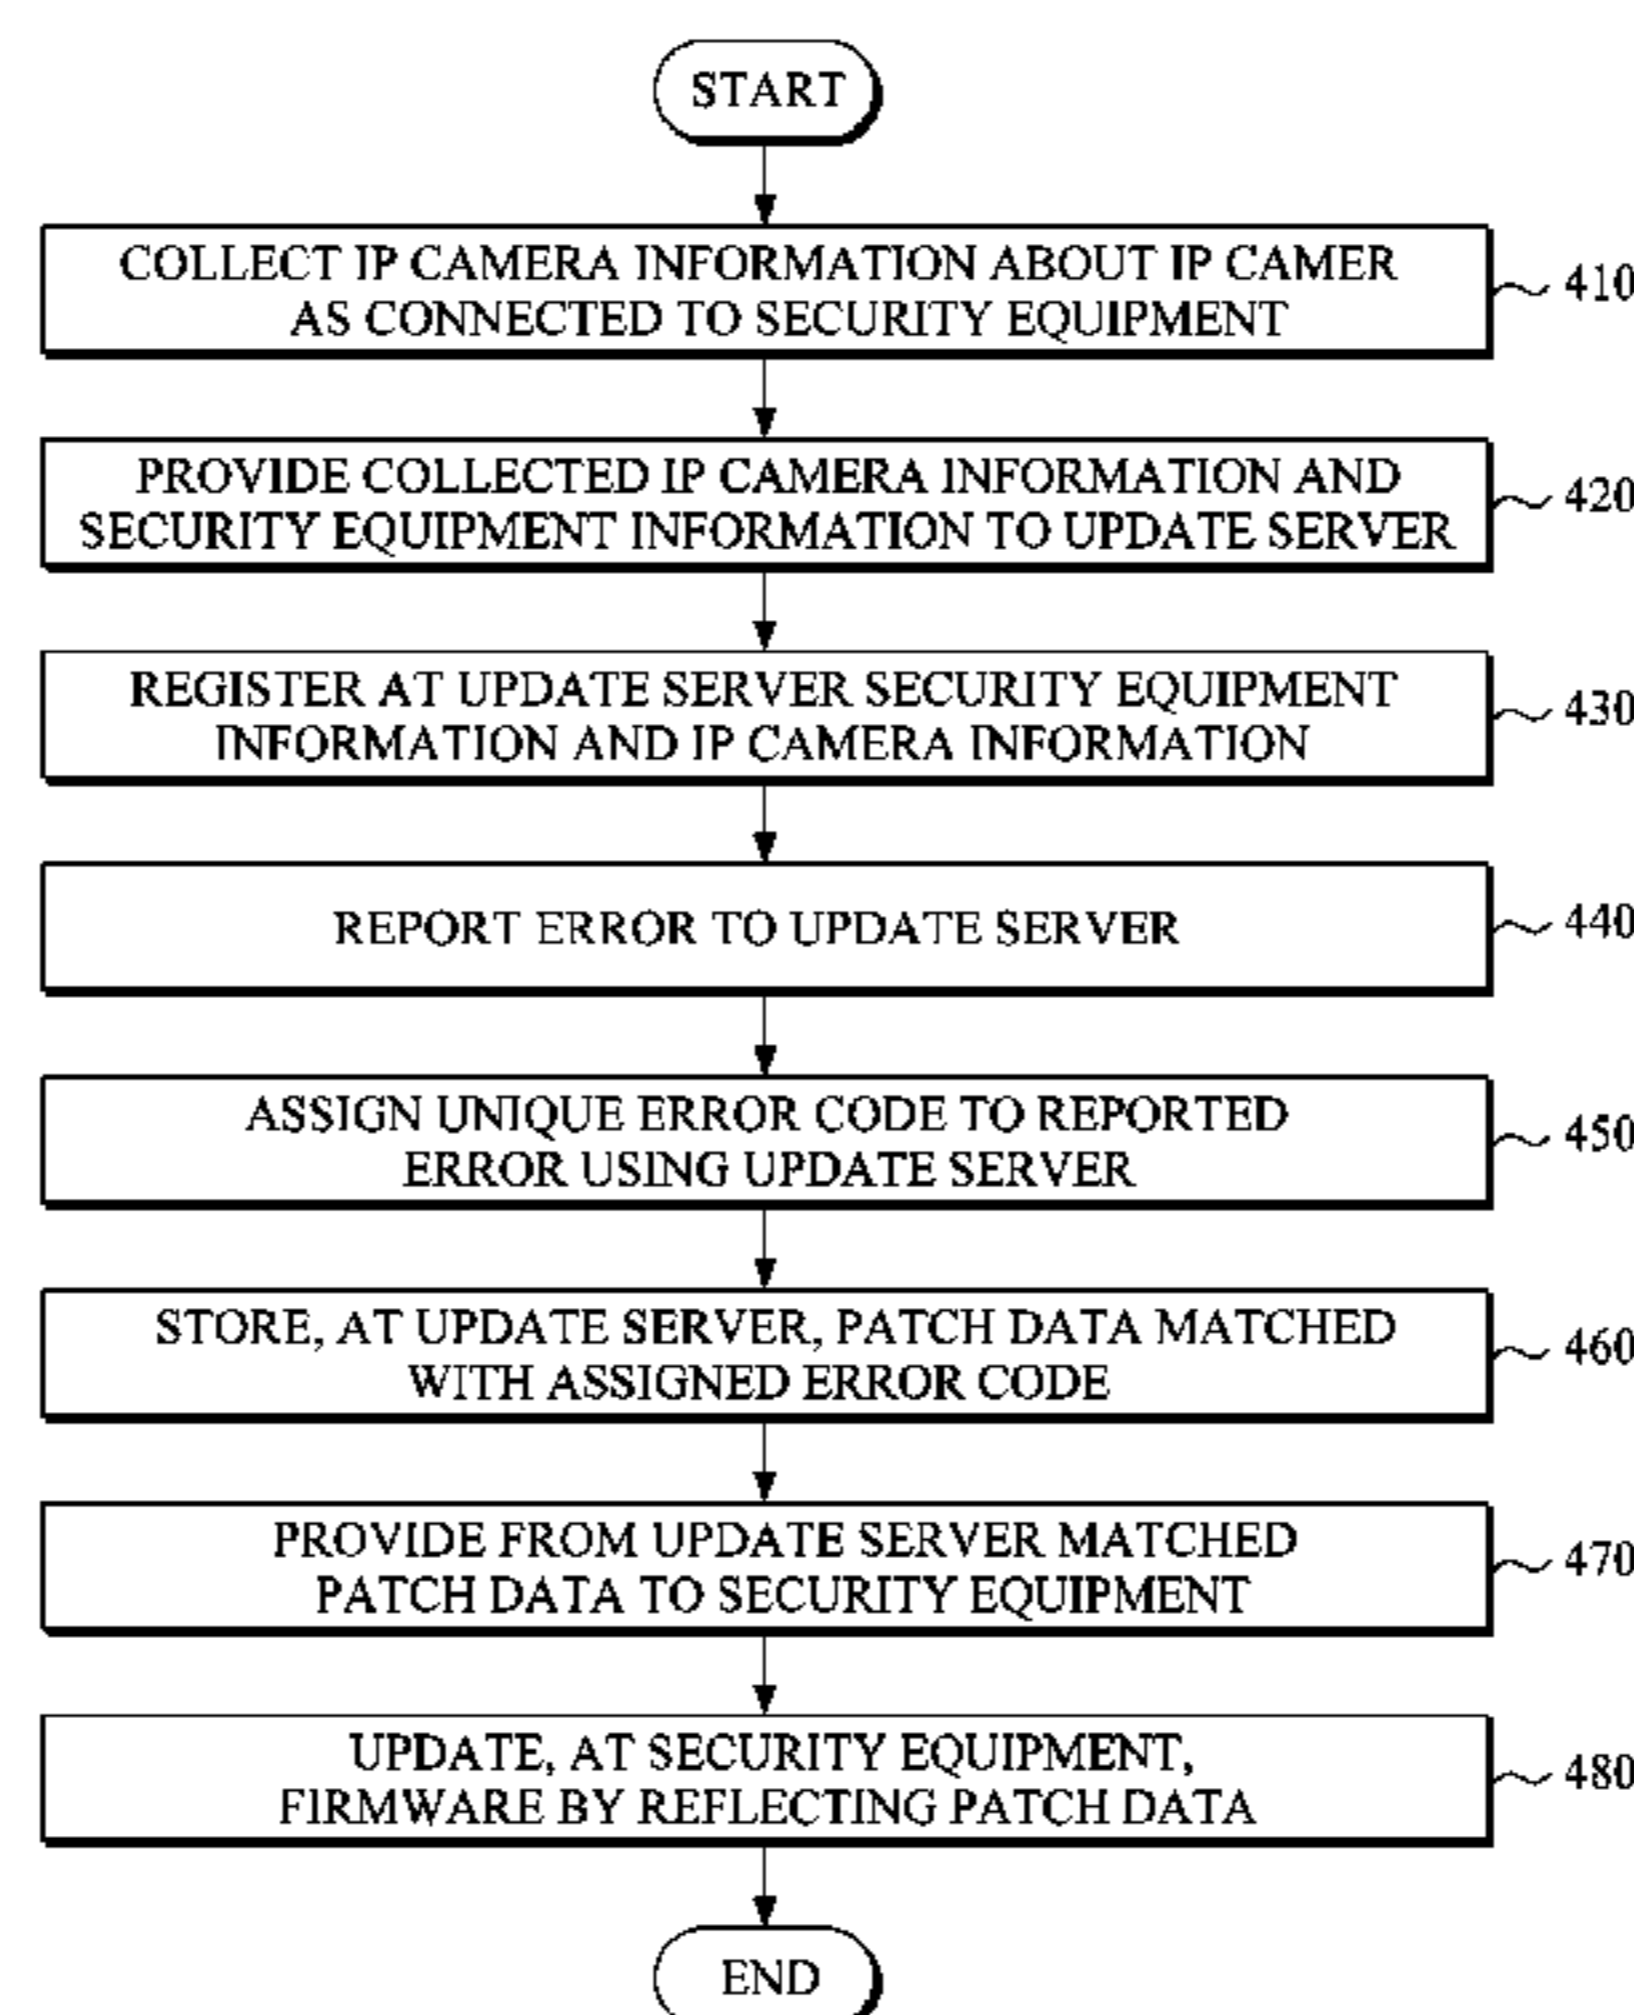 START
COLLECT IP CAMERA INFORMATION ABOUT IP CAMER
AS CONNECTED TO SECURITY EQUIPMENT
410
PROVIDE COLLECTED IP CAMERA INFORMATION AND
SECURITY EQUIPMENT INFORMATION TO UPDATE SERVER
420
REGISTER AT UPDATE SERVER SECURITY EQUIPMENT
INFORMATION AND IP CAMERA INFORMATION
430
REPORT ERROR TO UPDATE SERVER
440
ASSIGN UNIQUE ERROR CODE TO REPORTED
ERROR USING UPDATE SERVER
450
STORE, AT UPDATE SERVER, PATCH DATA MATCHED
WITH ASSIGNED ERROR CODE
460
PROVIDE FROM UPDATE SERVER MATCHED
PATCH DATA TO SECURITY EQUIPMENT
470
UPDATE, AT SECURITY EQUIPMENT,
FIRMWARE BY REFLECTING PATCH DATA
480
END